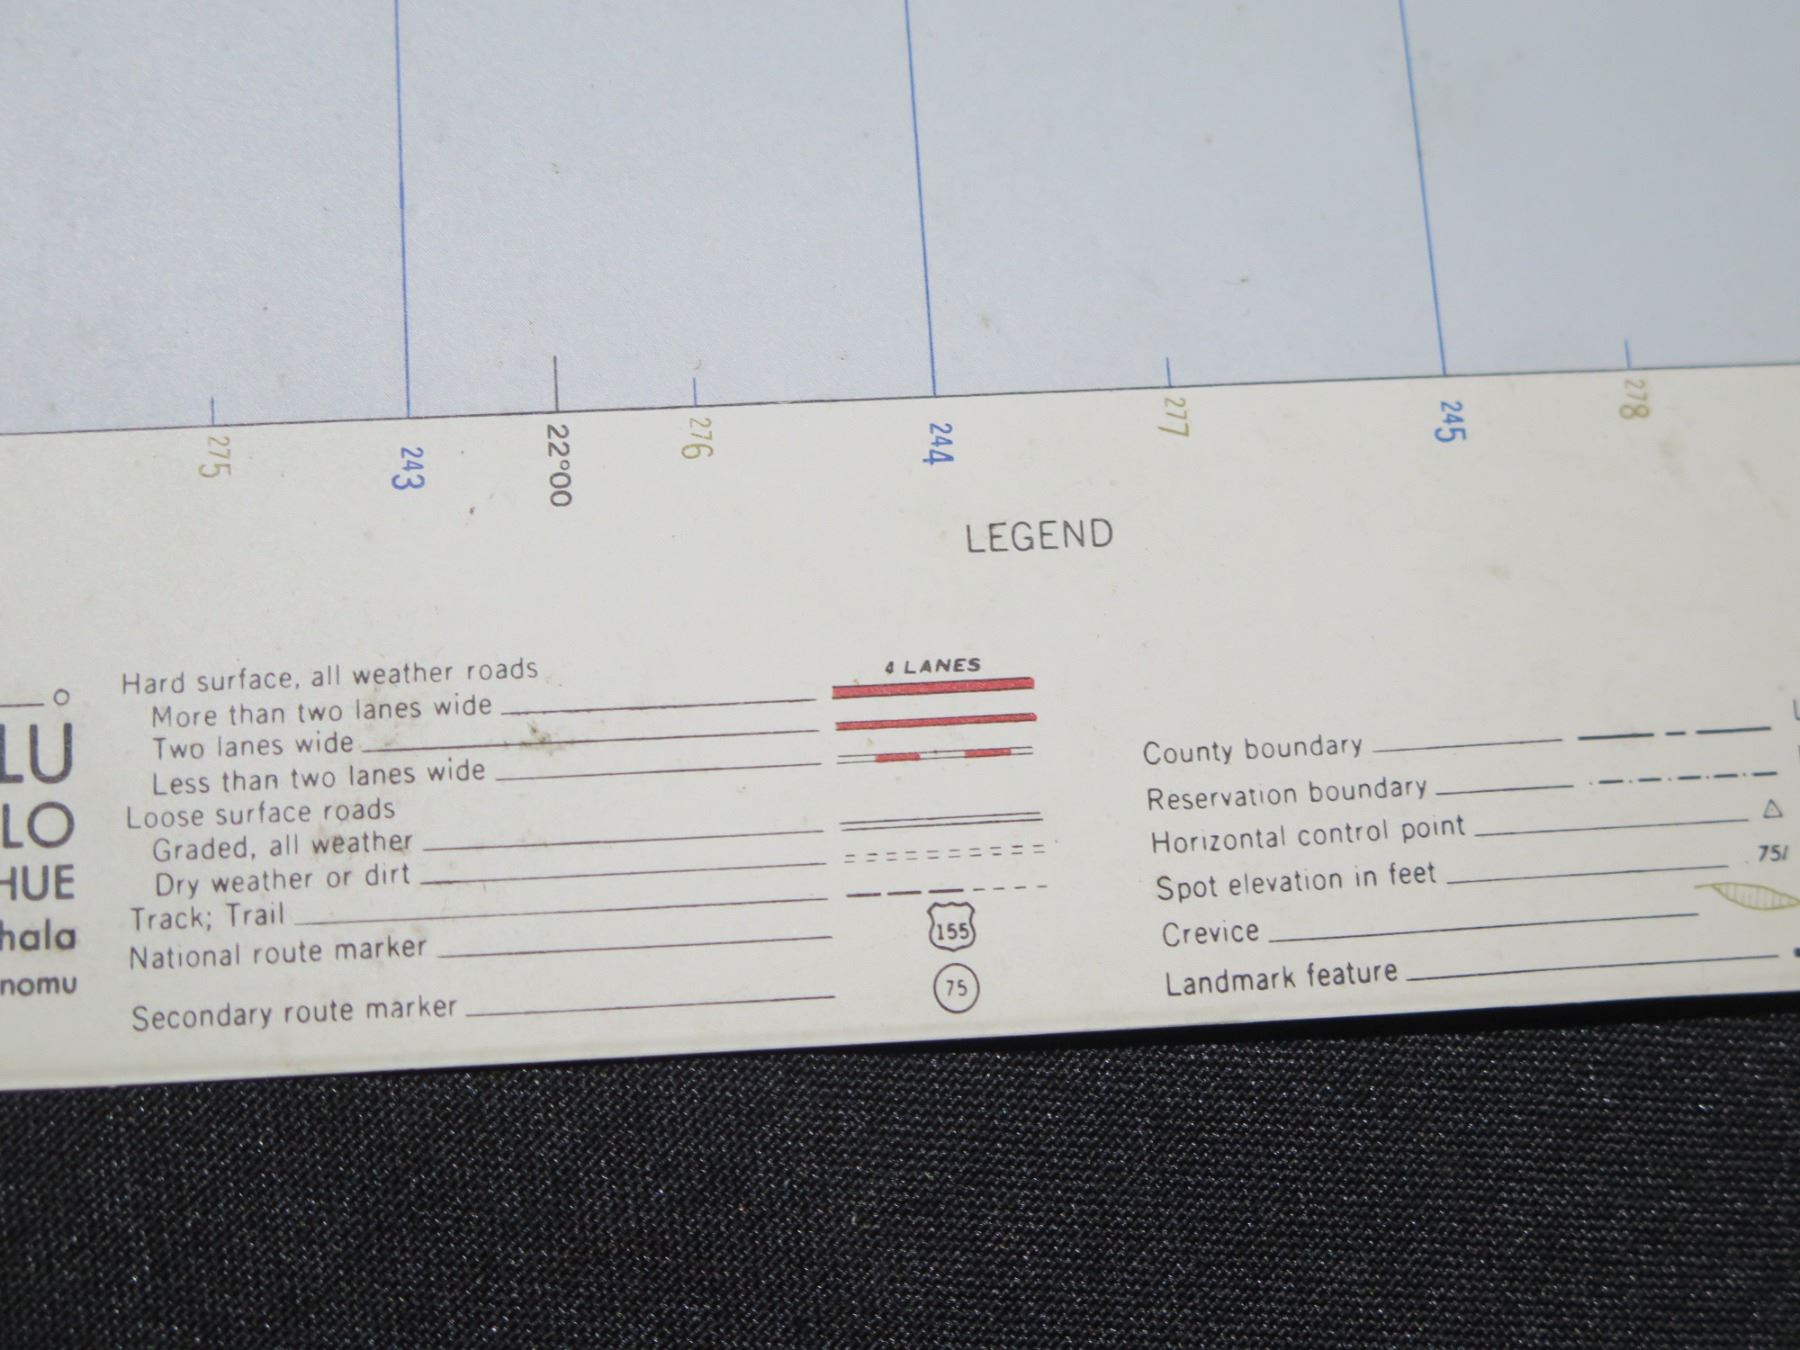 275
243
22°00
276
244
277
245
278
LEGEND
LU
LO
HUE
hala
nomu
Hard surface, all weather roads
4 LANES
More than two lanes wide
Two lanes wide
Less than two lanes wide
Loose surface roads
Graded, all weather
Dry weather or dirt
Track; Trail
National route marker
155
Secondary route marker
75
County boundary
Reservation boundary
Horizontal control point
Spot elevation in feet
Crevice
Landmark feature